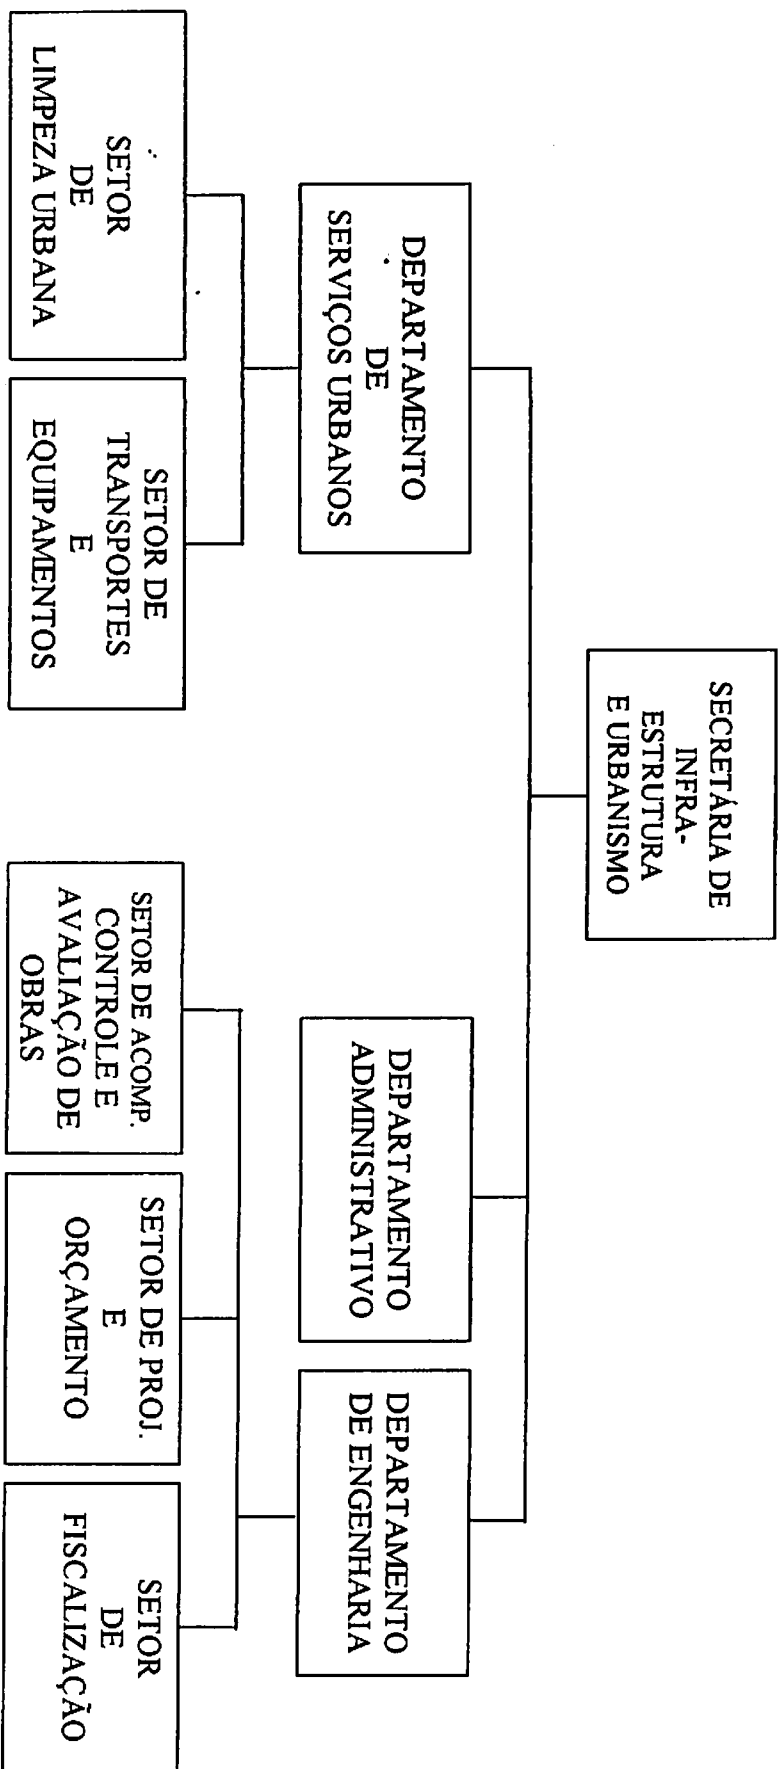 SECRETÁRIA DE
INFRA-
ESTRUTURA
E URBANISMO
DEPARTAMENTO
DE
SERVIÇOS URBANOS
DEPARTAMENTO
ADMINISTRATIVO
DEPARTAMENTO
DE ENGENHARIA
SETOR
DE
LIMPEZA URBANA
SETOR DE
TRANSPORTES
E
EQUIPAMENTOS
SETOR DE ACOMP.
CONTROLE E
AVALIAÇÃO DE
OBRAS
SETOR DE PROJ.
E
ORÇAMENTO
SETOR
DE
FISCALIZAÇÃO